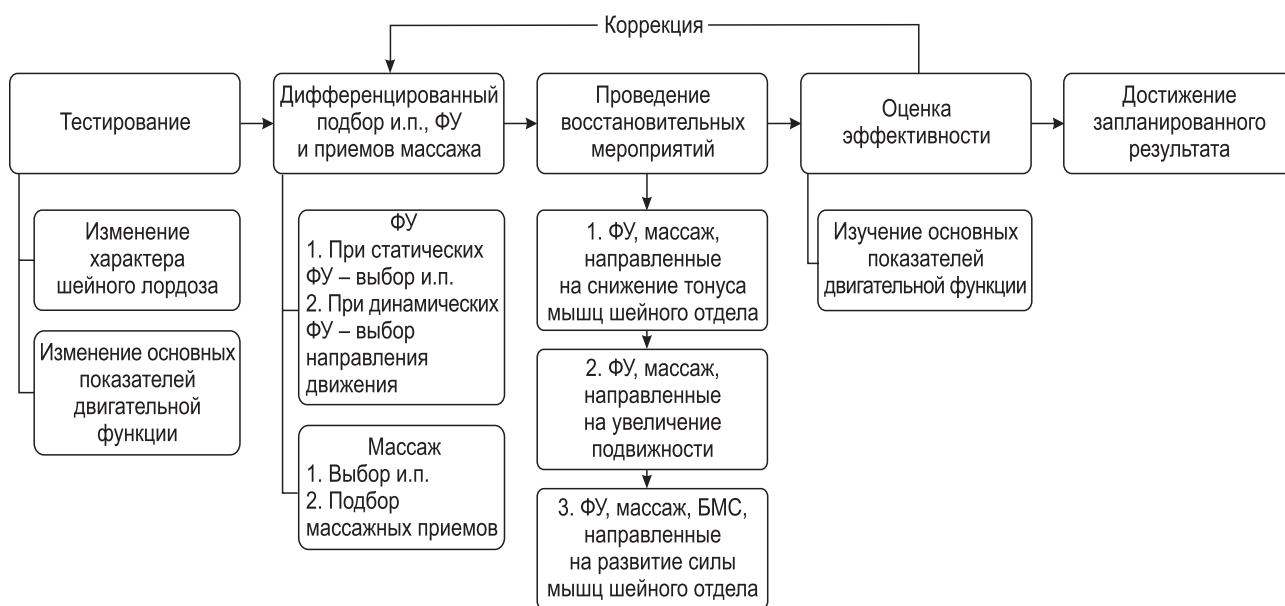 Коррекция
Тестирование
Дифференцированный
подбор и.п., ФУ
и приемов массажа
Проведение
восстановительных
мероприятий
Оценка
эффективности
Достижение
запланированного
результата
Изменение
характера
шейного лордоза
Изменение основных
показателей
двигательной
функции
ФУ
1. При статических
ФУ – выбор и.п.
2. При динамических
ФУ – выбор
направления
движения
Массаж
1. Выбор и.п.
2. Подбор
массажных приемов
1. ФУ, массаж,
направленные
на снижение тонуса
мышц шейного отдела
2. ФУ, массаж,
направленные
на увеличение
подвижности
3. ФУ, массаж, БМС,
направленные
на развитие силы
мышц шейного отдела
Изучение основных
показателей
двигательной функции